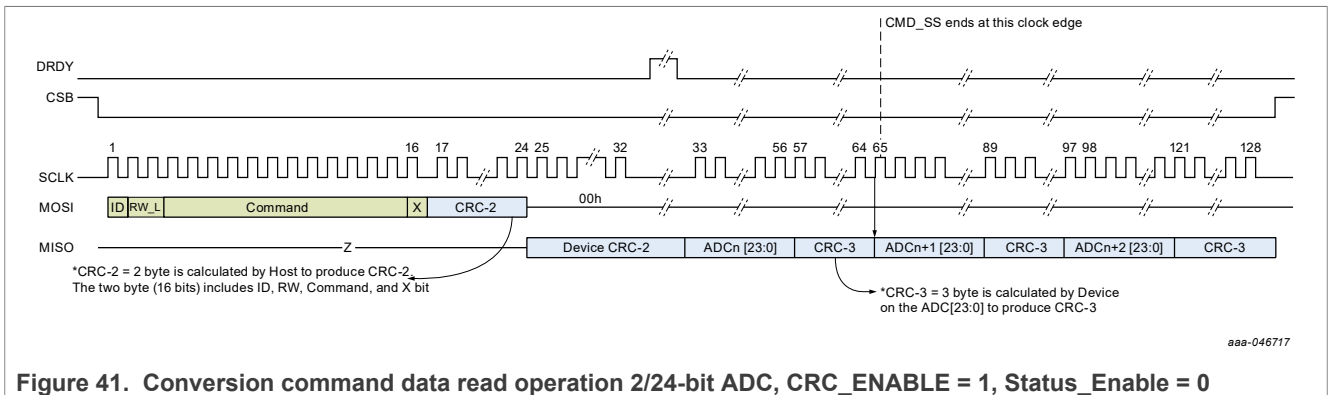 CMD_SS ends at this clock edge
DRDY
CSB
1 16 17 24 25 32 33 56 57 64 65 89 97 98 121 128
SCLK
MOSI ID RW_L Command X CRC-2 00h
MISO Z Device CRC-2 ADCn [23:0] CRC-3 ADCn+1 [23:0] CRC-3 ADCn+2 [23:0] CRC-3
*CRC-2 = 2 byte is calculated by Host to produce CRC-2.
The two byte (16 bits) includes ID, RW, Command, and X bit
*CRC-3 = 3 byte is calculated by Device
on the ADC[23:0] to produce CRC-3
aaa-046717
Figure 41. Conversion command data read operation 2/24-bit ADC, CRC_ENABLE = 1, Status_Enable = 0